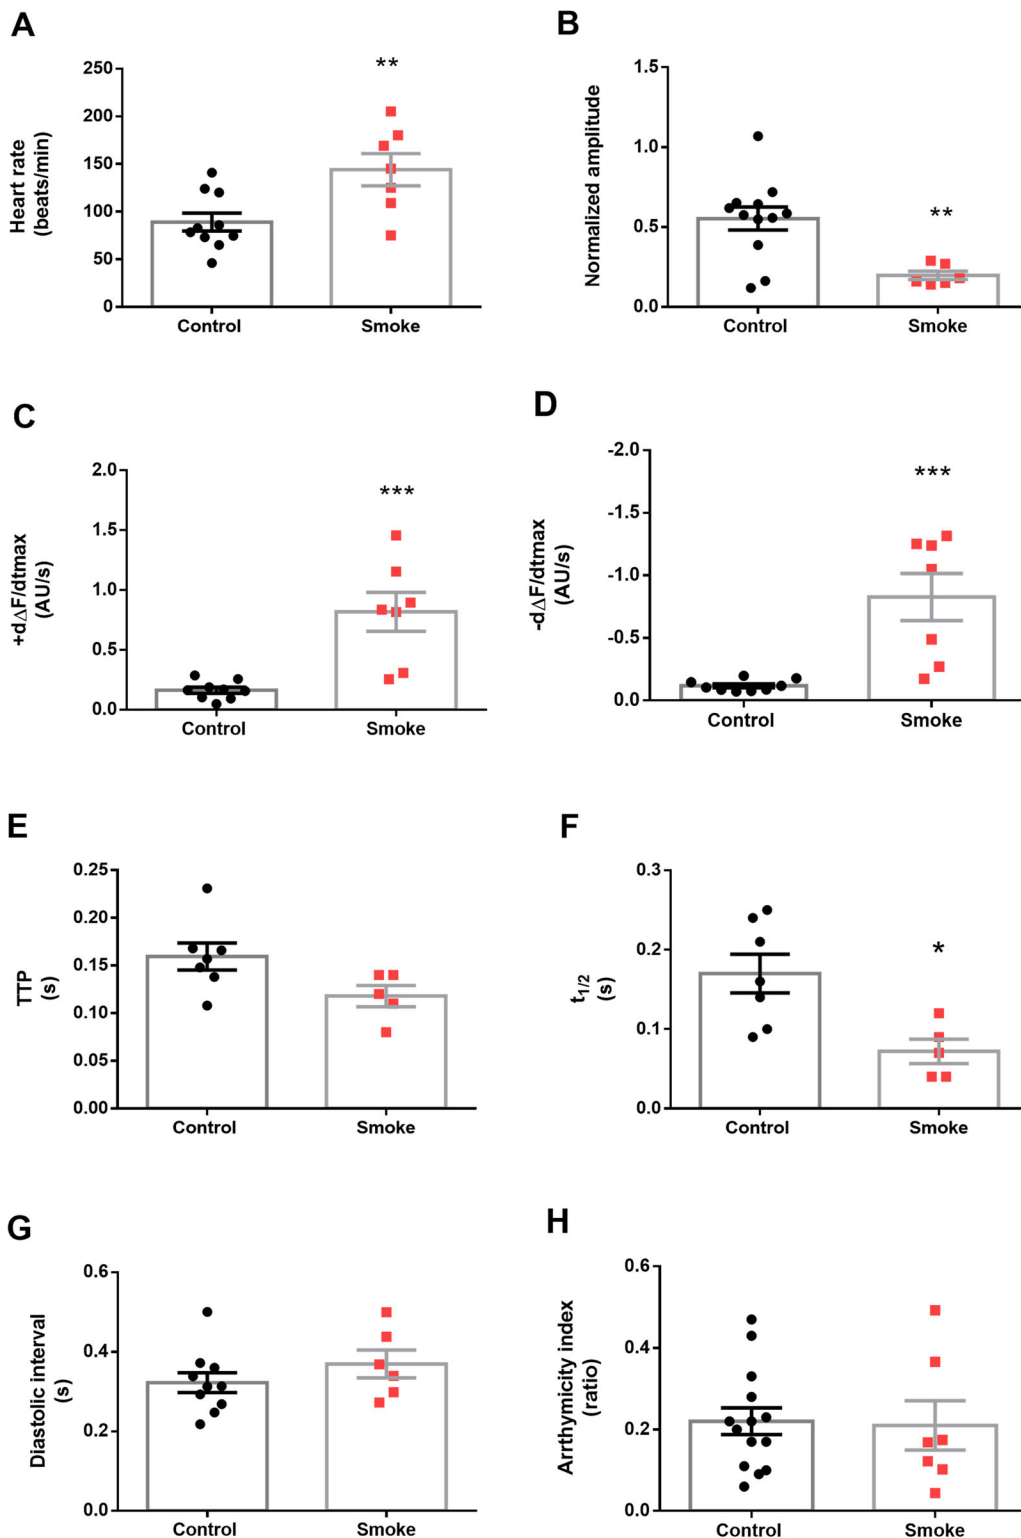 A
Heart rate
(beats/min)
250
200
150
100
50
0
**
Control
Smoke
B
Normalized amplitude
1.5
1.0
0.5
0.0
**
Control
Smoke
C
+dΔF/dtmax
(AU/s)
2.0
1.5
1.0
0.5
0.0
***
Control
Smoke
D
-dΔF/dtmax
(AU/s)
-2.0
-1.5
-1.0
-0.5
0.0
***
Control
Smoke
E
TTP
(s)
0.25
0.20
0.15
0.10
0.05
0.00
Control
Smoke
F
t1/2
(s)
0.3
0.2
0.1
0.0
*
Control
Smoke
G
Diastolic interval
(s)
0.6
0.4
0.2
0.0
Control
Smoke
H
Arrthymicity index
(ratio)
0.6
0.4
0.2
0.0
Control
Smoke